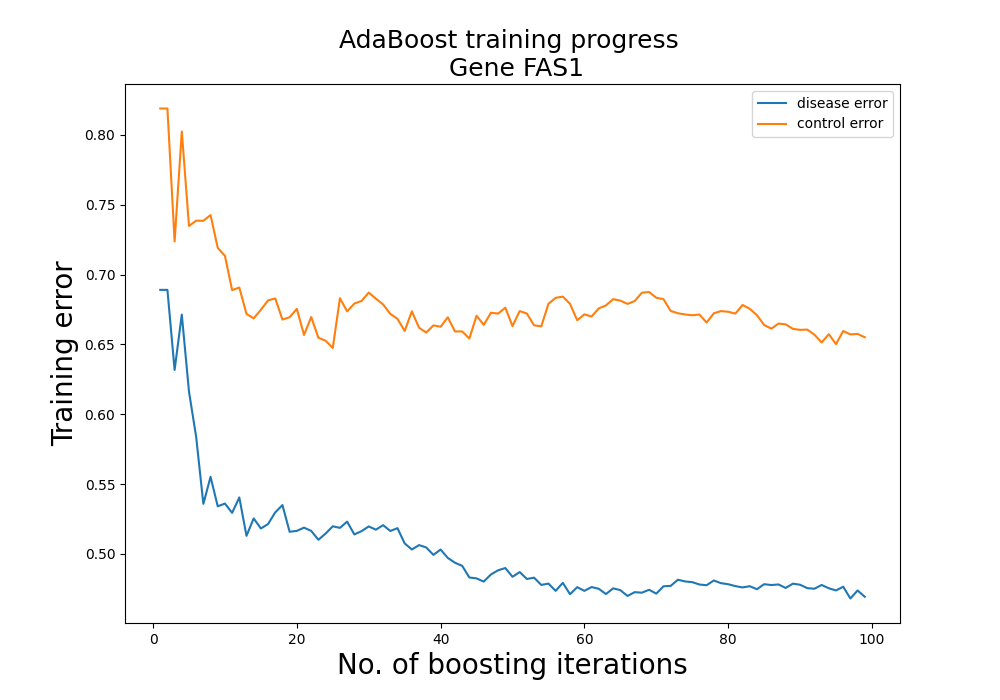 AdaBoost training progress
Gene FAS1
disease error
control error
Training error
0.80
0.75
0.70
0.65
0.60
0.55
0.50
0
20
40
60
80
100
No. of boosting iterations